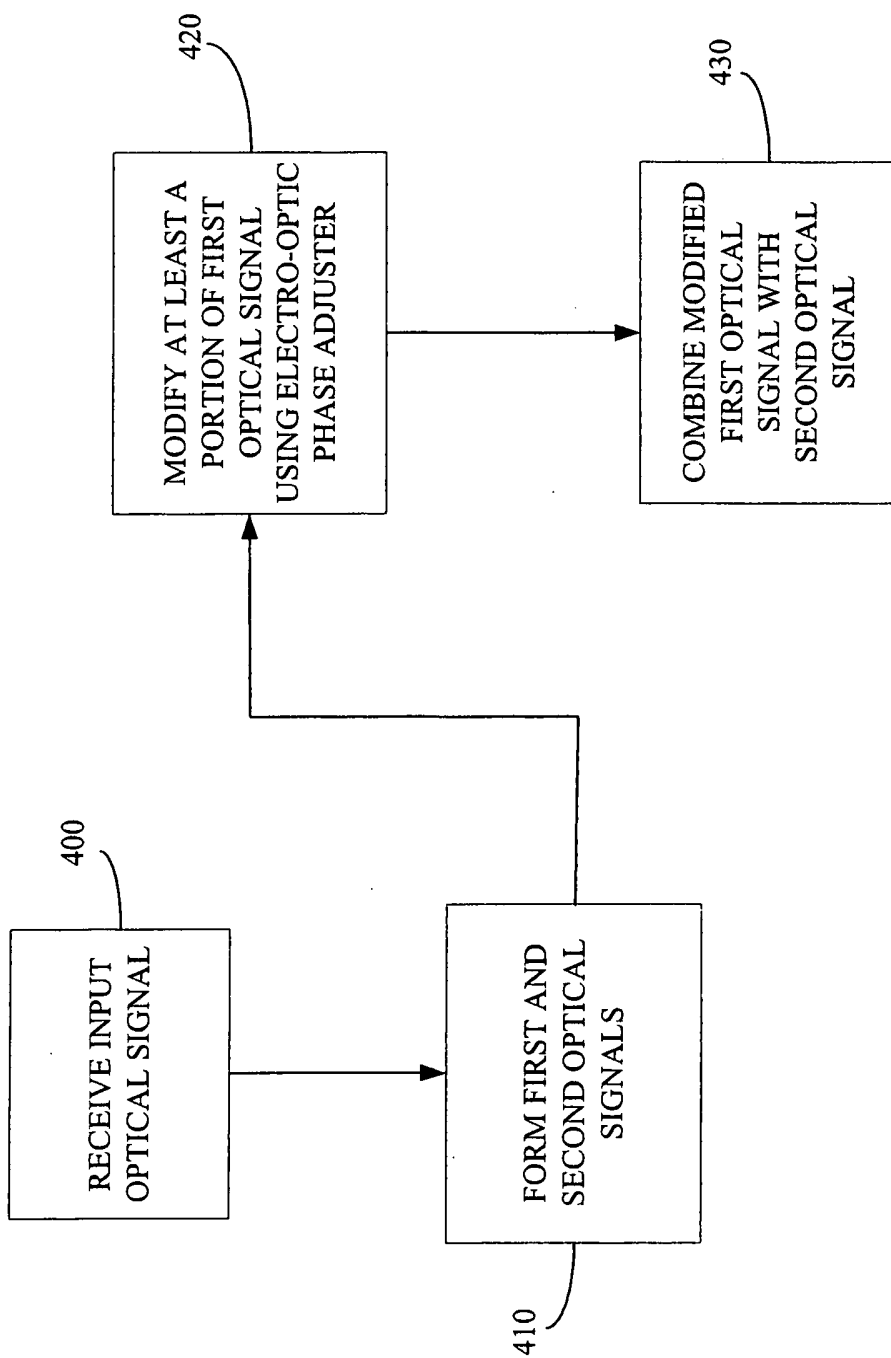 400
RECEIVE INPUT
OPTICAL SIGNAL
410
FORM FIRST AND
SECOND OPTICAL
SIGNALS
420
MODIFY AT LEAST A
PORTION OF FIRST
OPTICAL SIGNAL
USING ELECTRO-OPTIC
PHASE ADJUSTER
430
COMBINE MODIFIED
FIRST OPTICAL
SIGNAL WITH
SECOND OPTICAL
SIGNAL